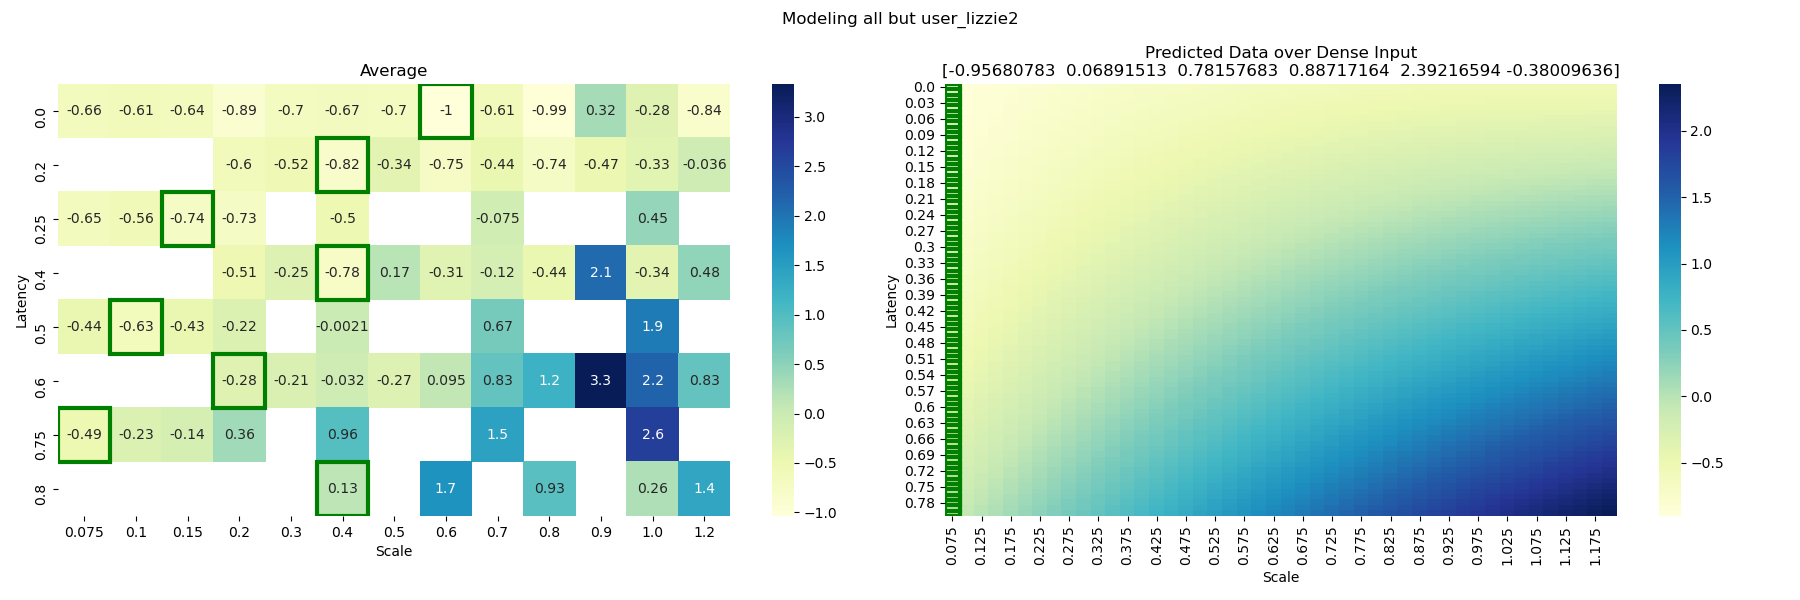 Modeling all but user_lizzie2
Average
0.0 -0.66 -0.61 -0.64 -0.89 -0.7 -0.67 -0.7 -1 -0.61 -0.99 0.32 -0.28 -0.84
0.2 -0.6 -0.52 -0.82 -0.34 -0.75 -0.44 -0.74 -0.47 -0.33 -0.036
0.25 -0.65 -0.56 -0.74 -0.73 -0.5 -0.075 0.45
0.4 -0.51 -0.25 -0.78 0.17 -0.31 -0.12 -0.44 2.1 -0.34 0.48
0.5 -0.44 -0.63 -0.43 -0.22 -0.0021 0.67 1.9
0.6 -0.28 -0.21 -0.032 -0.27 0.095 0.83 1.2 3.3 2.2 0.83
0.75 -0.49 -0.23 -0.14 0.36 0.96 1.5 2.6
0.8 0.13 1.7 0.93 0.26 1.4
Latency
0.075 0.1 0.15 0.2 0.3 0.4 0.5 0.6 0.7 0.8 0.9 1.0 1.2
Scale
3.0
2.5
2.0
1.5
1.0
0.5
0.0
−0.5
−1.0
Predicted Data over Dense Input
[-0.95680783 0.06891513 0.78157683 0.88717164 2.39216594 -0.38009636]
0.0
0.03
0.06
0.09
0.12
0.15
0.18
0.21
0.24
0.27
0.3
0.33
0.36
0.39
0.42
0.45
0.48
0.51
0.54
0.57
0.6
0.63
0.66
0.69
0.72
0.75
0.78
Latency
0.075 0.125 0.175 0.225 0.275 0.325 0.375 0.425 0.475 0.525 0.575 0.625 0.675 0.725 0.775 0.825 0.875 0.925 0.975 1.025 1.075 1.125 1.175
Scale
2.0
1.5
1.0
0.5
0.0
−0.5